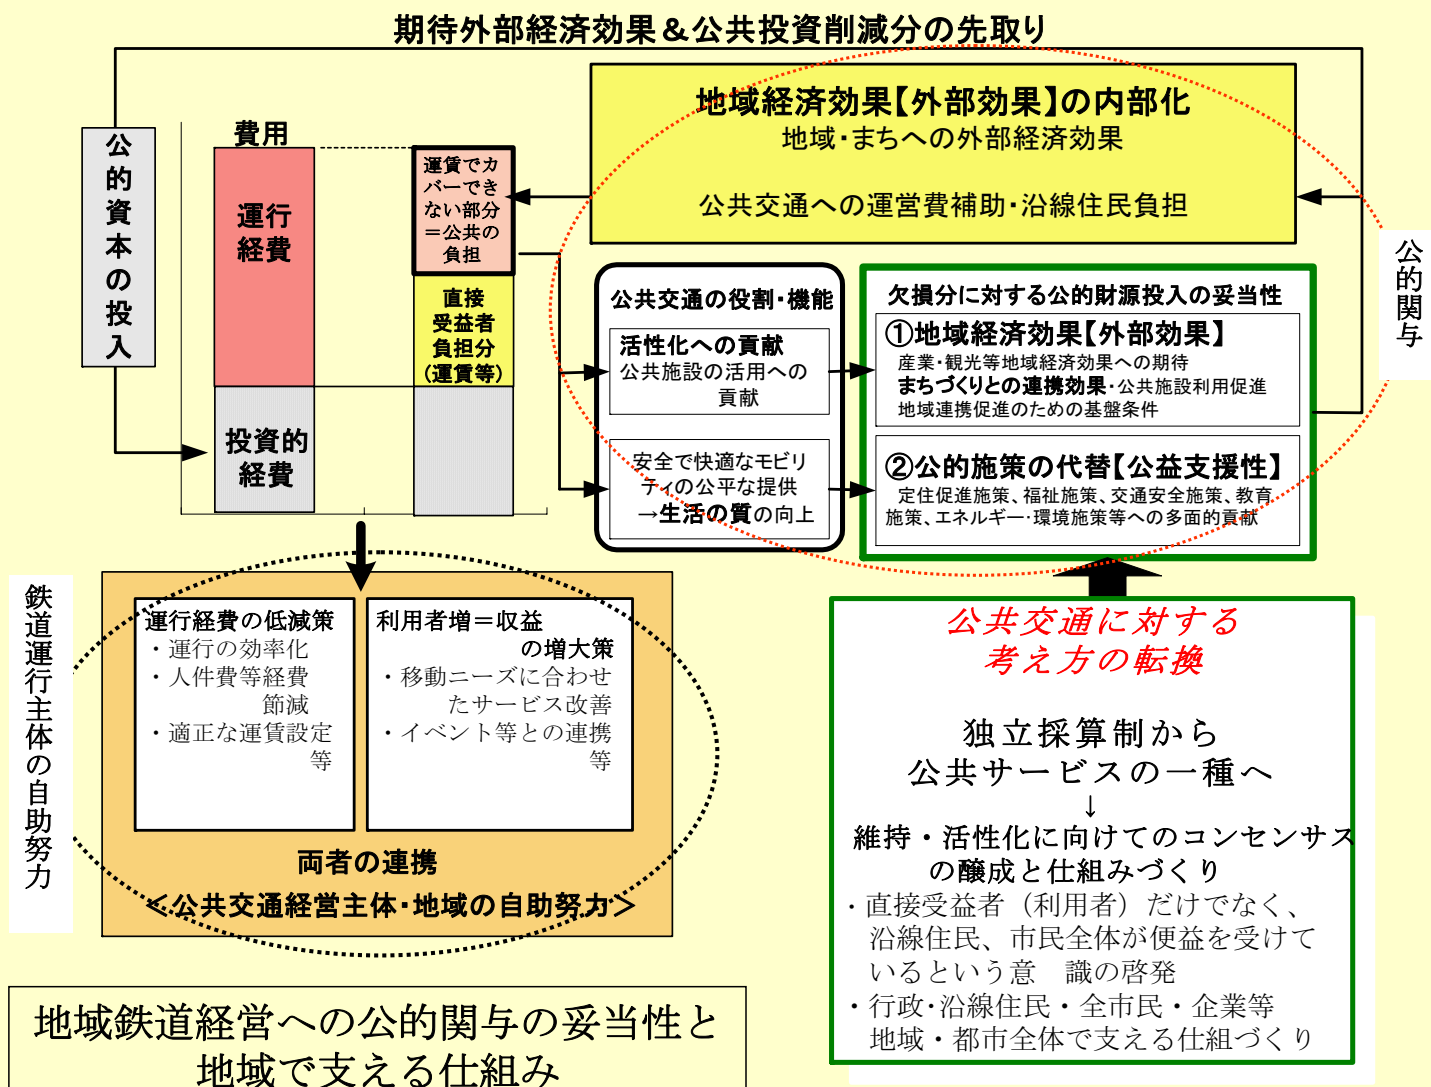 期待外部経済効果＆公共投資削減分の先取り
地域経済効果【外部効果】の内部化
地域・まちへの外部経済効果
公共交通への運営費補助・沿線住民負担
公的資本の投入
費用
運行
経費
投資的
経費
運賃でカ
バーでき
ない部分
＝公共の
負担
直接
受益者
負担分
（運賃等）
公共交通の役割・機能
活性化への貢献
公共施設の活用への
貢献
安全で快適なモビリ
ティの公平な提供
→生活の質の向上
欠損分に対する公的財源投入の妥当性
①地域経済効果【外部効果】
産業・観光等地域経済効果への期待
まちづくりとの連携効果・公共施設利用促進
地域連携促進のための基盤条件
②公的施策の代替【公益支援性】
定住促進施策、福祉施策、交通安全施策、教育
施策、エネルギー・環境施策等への多面的貢献
公的関与
鉄道運行主体の自助努力
運行経費の低減策
・運行の効率化
・人件費等経費
節減
・適正な運賃設定
等
利用者増＝収益
の増大策
・移動ニーズに合わせ
たサービス改善
・イベント等との連携
等
両者の連携
＜公共交通経営主体・地域の自助努力＞
公共交通に対する
考え方の転換
独立採算制から
公共サービスの一種へ
↓
維持・活性化に向けてのコンセンサス
の醸成と仕組みづくり
・直接受益者（利用者）だけでなく、
沿線住民、市民全体が便益を受けて
いるという意　識の啓発
・行政・沿線住民・全市民・企業等
地域・都市全体で支える仕組づくり
地域鉄道経営への公的関与の妥当性と
地域で支える仕組み